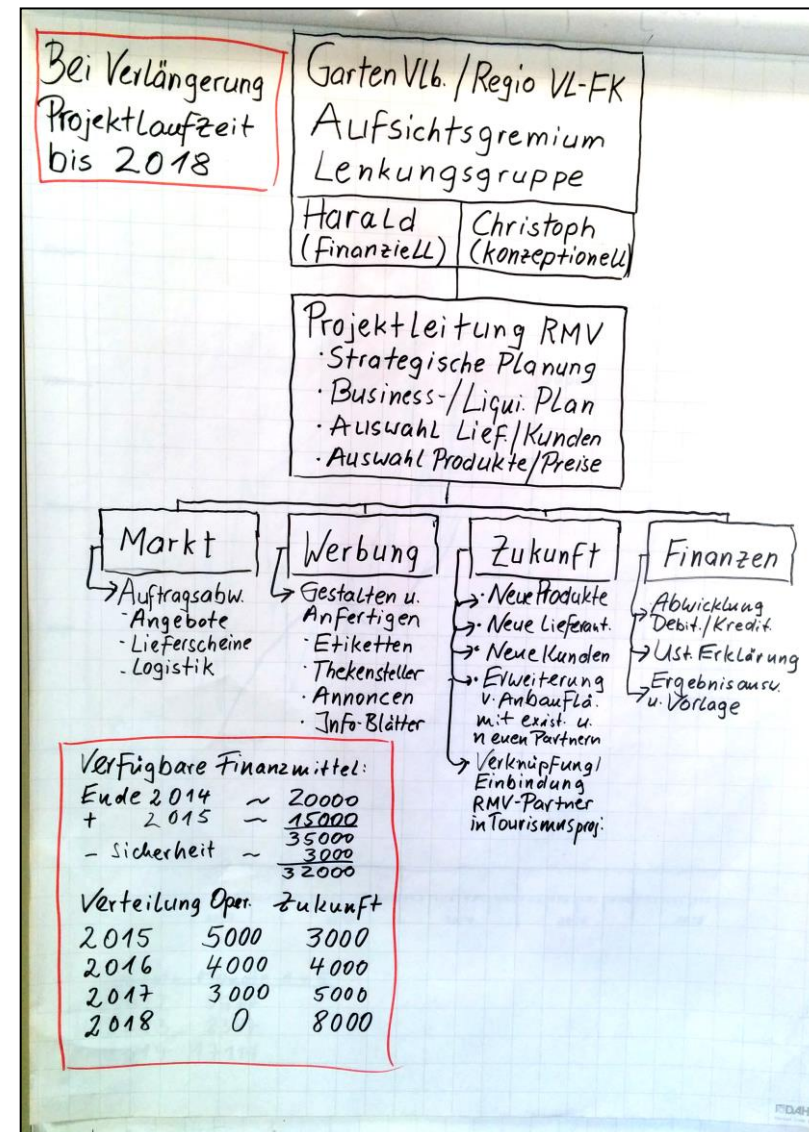 Bei Verlängerung
Projektlaufzeit
bis 2018
Garten Vlb. / Regio VL-FK
Aufsichtsgremium
Lenkungsgruppe
Harald
(finanziell)
Christoph
(konzeptionell)
Projektleitung RMV
· Strategische Planung
· Business-/Liqui. Plan
· Auswahl Lief./Kunden
· Auswahl Produkte/Preise
Markt
Auftragsabw.
- Angebote
- Lieferscheine
- Logistik
Werbung
Gestalten u.
Anfertigen
· Etiketten
· Thekensteller
· Annoncen
· Info-Blätter
Zukunft
· Neue Produkte
· Neue Lieferant.
· Neue Kunden
· Erweiterung
v. Anbauflä.
mit exist. u.
neuen Partnern
Verknüpfung/
Einbindung
RMV-Partner
in Tourismusproj.
Finanzen
Abwicklung
Debit./Kredit.
Ust. Erklärung
Ergebnisausw.
u. Vorlage
Verfügbare Finanzmittel:
Ende 2014 ~ 20000
+ 2015 ~ 15000
35000
- Sicherheit ~ 3000
32000
Verteilung Oper. Zukunft
2015 5000 3000
2016 4000 4000
2017 3000 5000
2018 0 8000